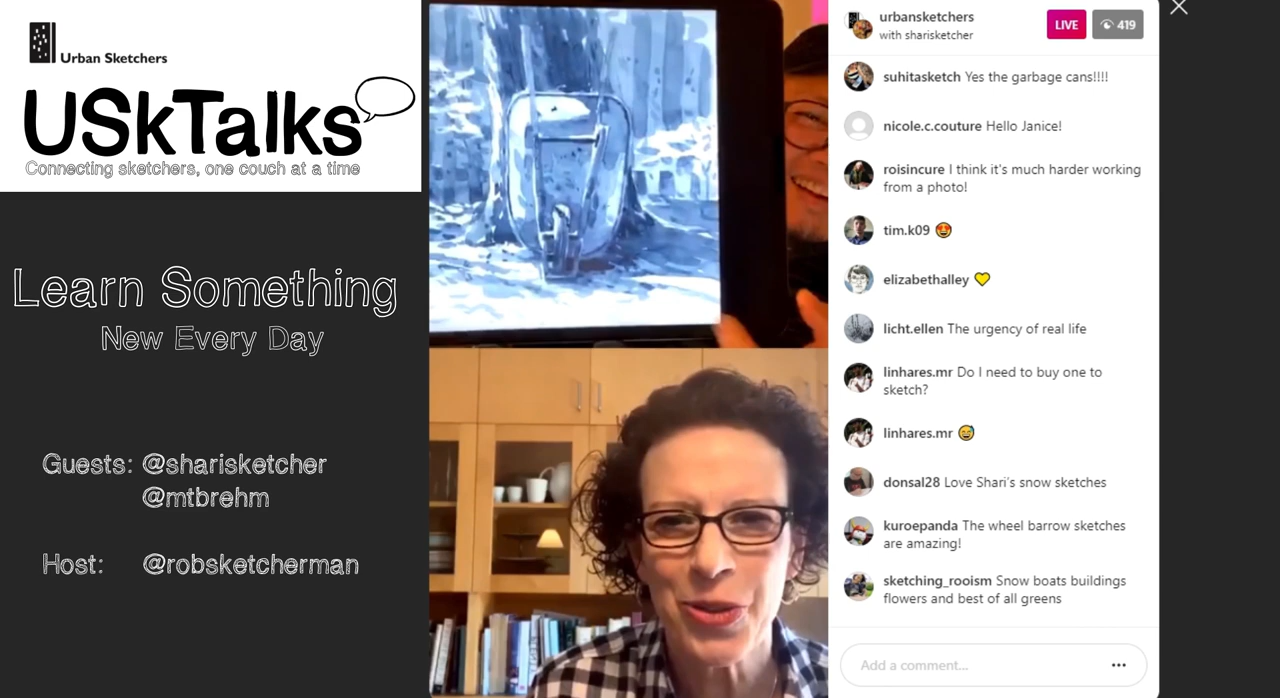 Urban Sketchers
USkTalks
Connecting sketchers, one couch at a time
Learn Something
New Every Day
Guests: @sharisketcher
@mtbrehm
Host: @robsketcherman
urbansketchers
with sharisketcher
LIVE
419
suhitasketch Yes the garbage cans!!!!
nicole.c.couture Hello Janice!
roisincure I think it's much harder working
from a photo!
tim.k09 😍
elizabethalley 💛
licht.ellen The urgency of real life
linhares.mr Do I need to buy one to
sketch?
linhares.mr 😅
donsal28 Love Shari's snow sketches
kuroepanda The wheel barrow sketches
are amazing!
sketching_rooism Snow boats buildings
flowers and best of all greens
Add a comment...